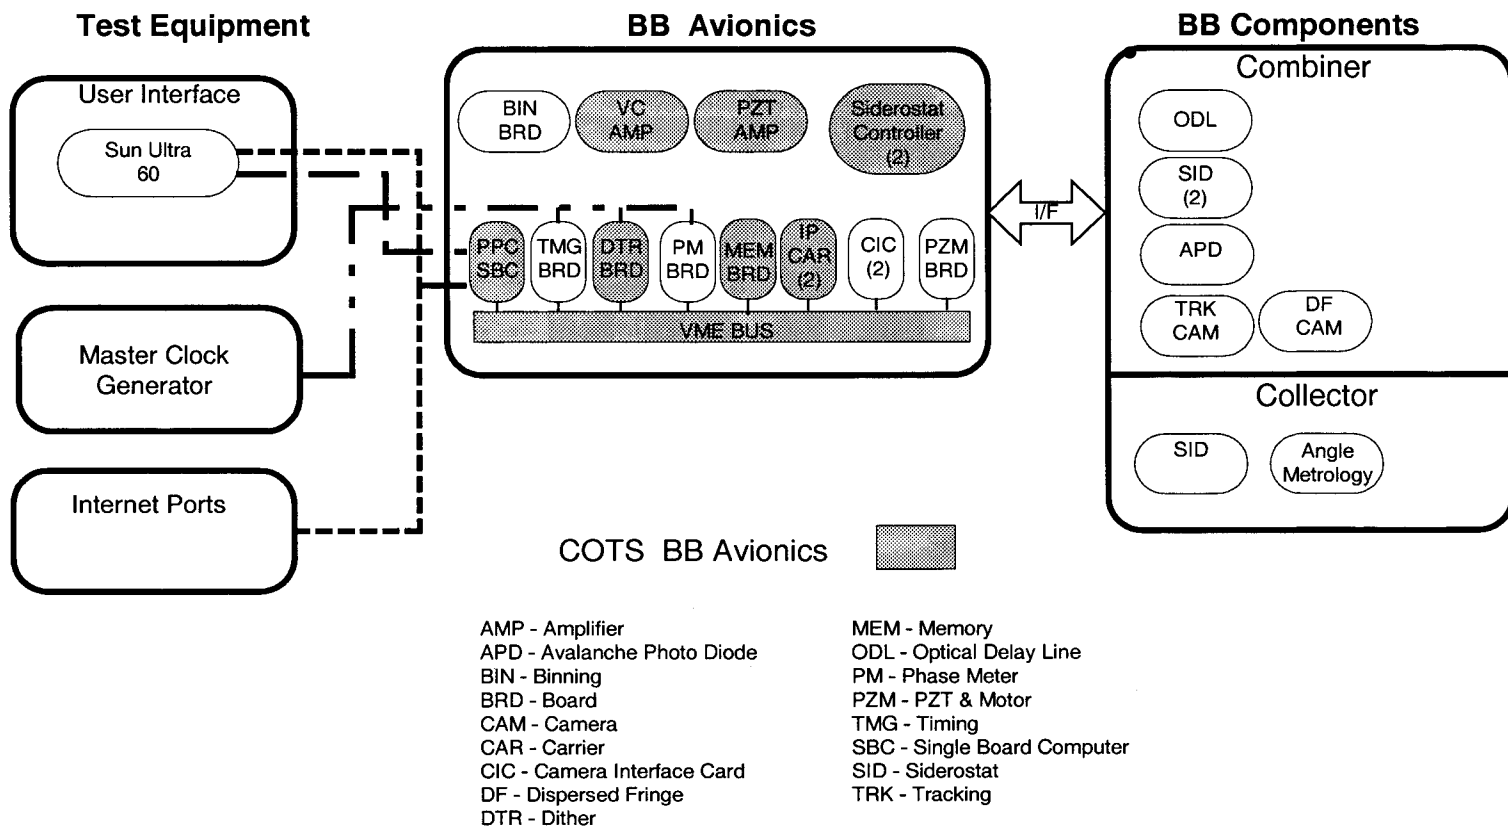 Test Equipment
BB Avionics
BB Components
User Interface
Sun Ultra
60
Master Clock
Generator
Internet Ports
BIN
BRD
VC
AMP
PZT
AMP
Siderostat
Controller
(2)
PPC
SBC
TMG
BRD
DTR
BRD
PM
BRD
MEM
BRD
IP
CAR
(2)
CIC
(2)
PZM
BRD
VME BUS
I/F
Combiner
ODL
SID
(2)
APD
TRK
CAM
DF
CAM
Collector
SID
Angle
Metrology
COTS BB Avionics
AMP - Amplifier
APD - Avalanche Photo Diode
BIN - Binning
BRD - Board
CAM - Camera
CAR - Carrier
CIC - Camera Interface Card
DF - Dispersed Fringe
DTR - Dither
MEM - Memory
ODL - Optical Delay Line
PM - Phase Meter
PZM - PZT & Motor
TMG - Timing
SBC - Single Board Computer
SID - Siderostat
TRK - Tracking